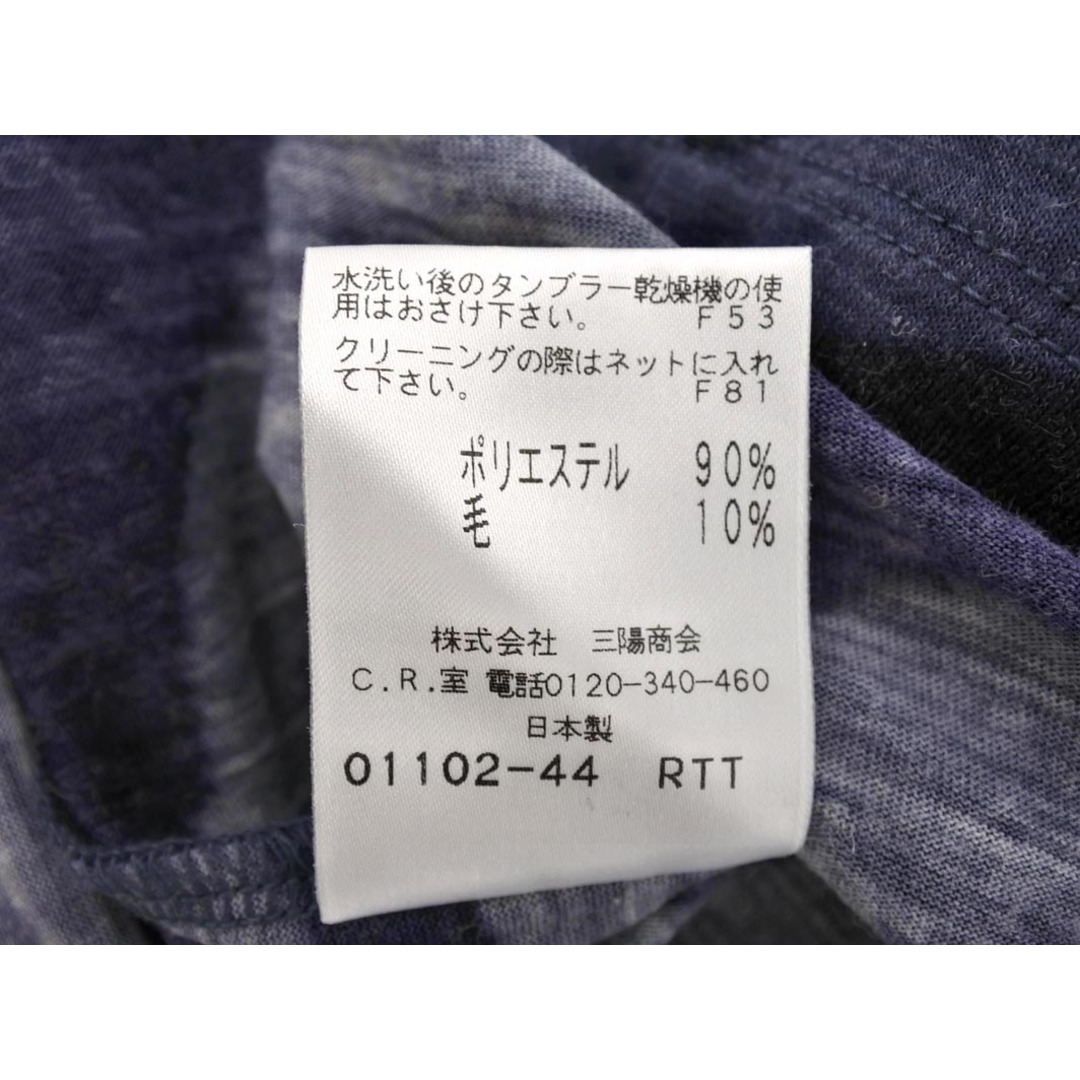 水洗い後のタンブラー乾燥機の使
用はおさけ下さい。 F53
クリーニングの際はネットに入れ
て下さい。 F81
ポリエステル 90%
毛 10%
株式会社 三陽商会
C.R.室 電話0120-340-460
日本製
01102-44 RTT